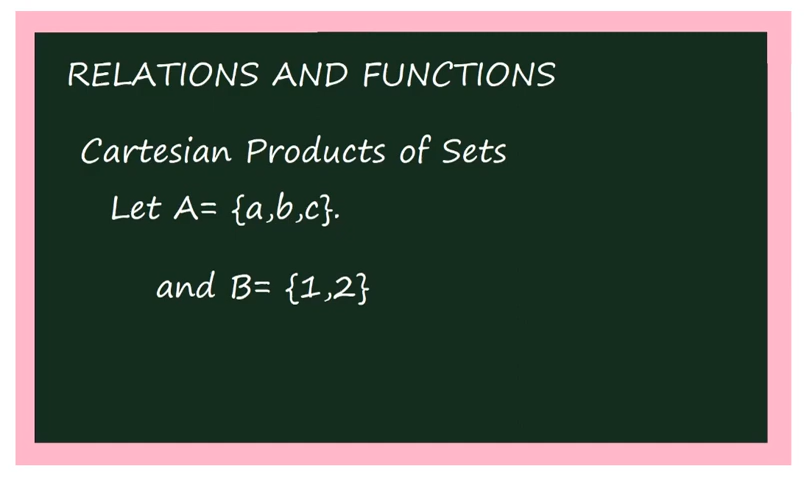 RELATIONS AND FUNCTIONS
Cartesian Products of Sets
Let A= {a,b,c}.
and B= {1,2}